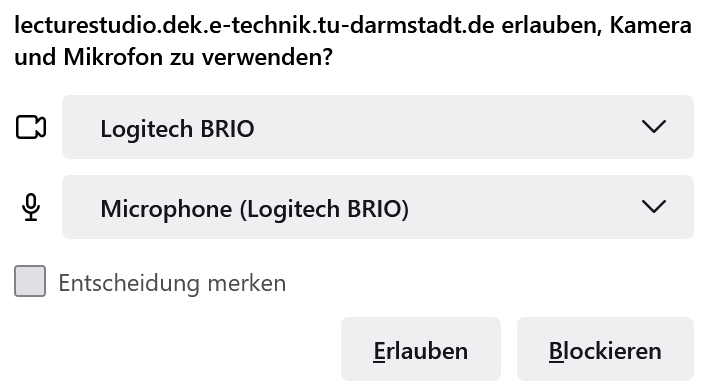 lecturestudio.dek.e-technik.tu-darmstadt.de erlauben, Kamera
und Mikrofon zu verwenden?
Logitech BRIO
Microphone (Logitech BRIO)
Entscheidung merken
Erlauben
Blockieren